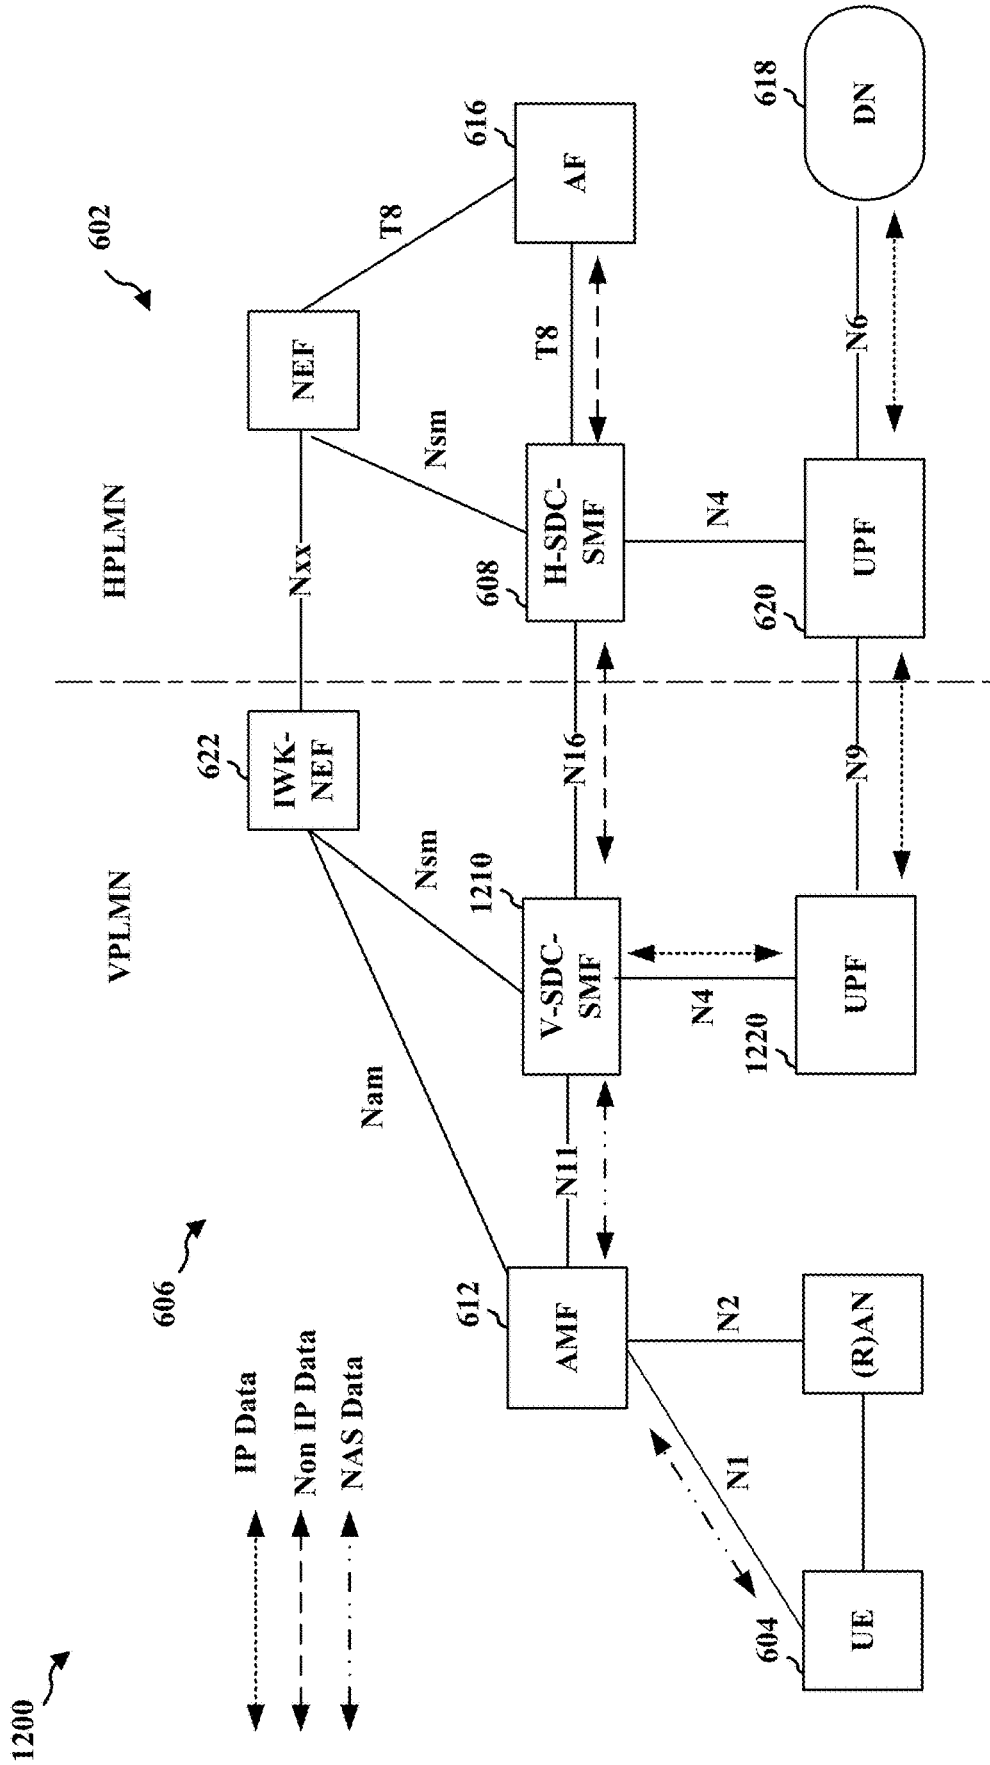 1200
606
602
VPLMN
HPLMN
IP Data
Non IP Data
NAS Data
622
IWK-
NEF
Nxx
NEF
Nam
Nsm
Nsm
T8
612
AMF
N11
1210
V-SDC-
SMF
N16
608
H-SDC-
SMF
T8
616
AF
N1
N2
N4
N4
604
UE
(R)AN
1220
UPF
N9
620
UPF
N6
618
DN